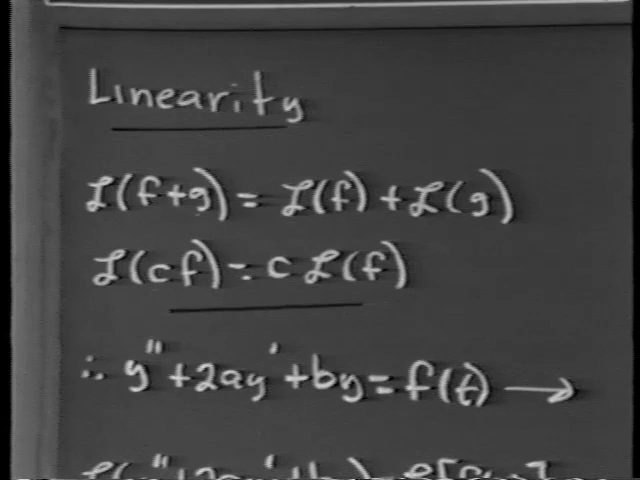 Linearity
ℒ(f+g) = ℒ(f) + ℒ(g)
ℒ(cf) = c ℒ(f)
∴ y'' + 2ay' + by = f(t) ⟶